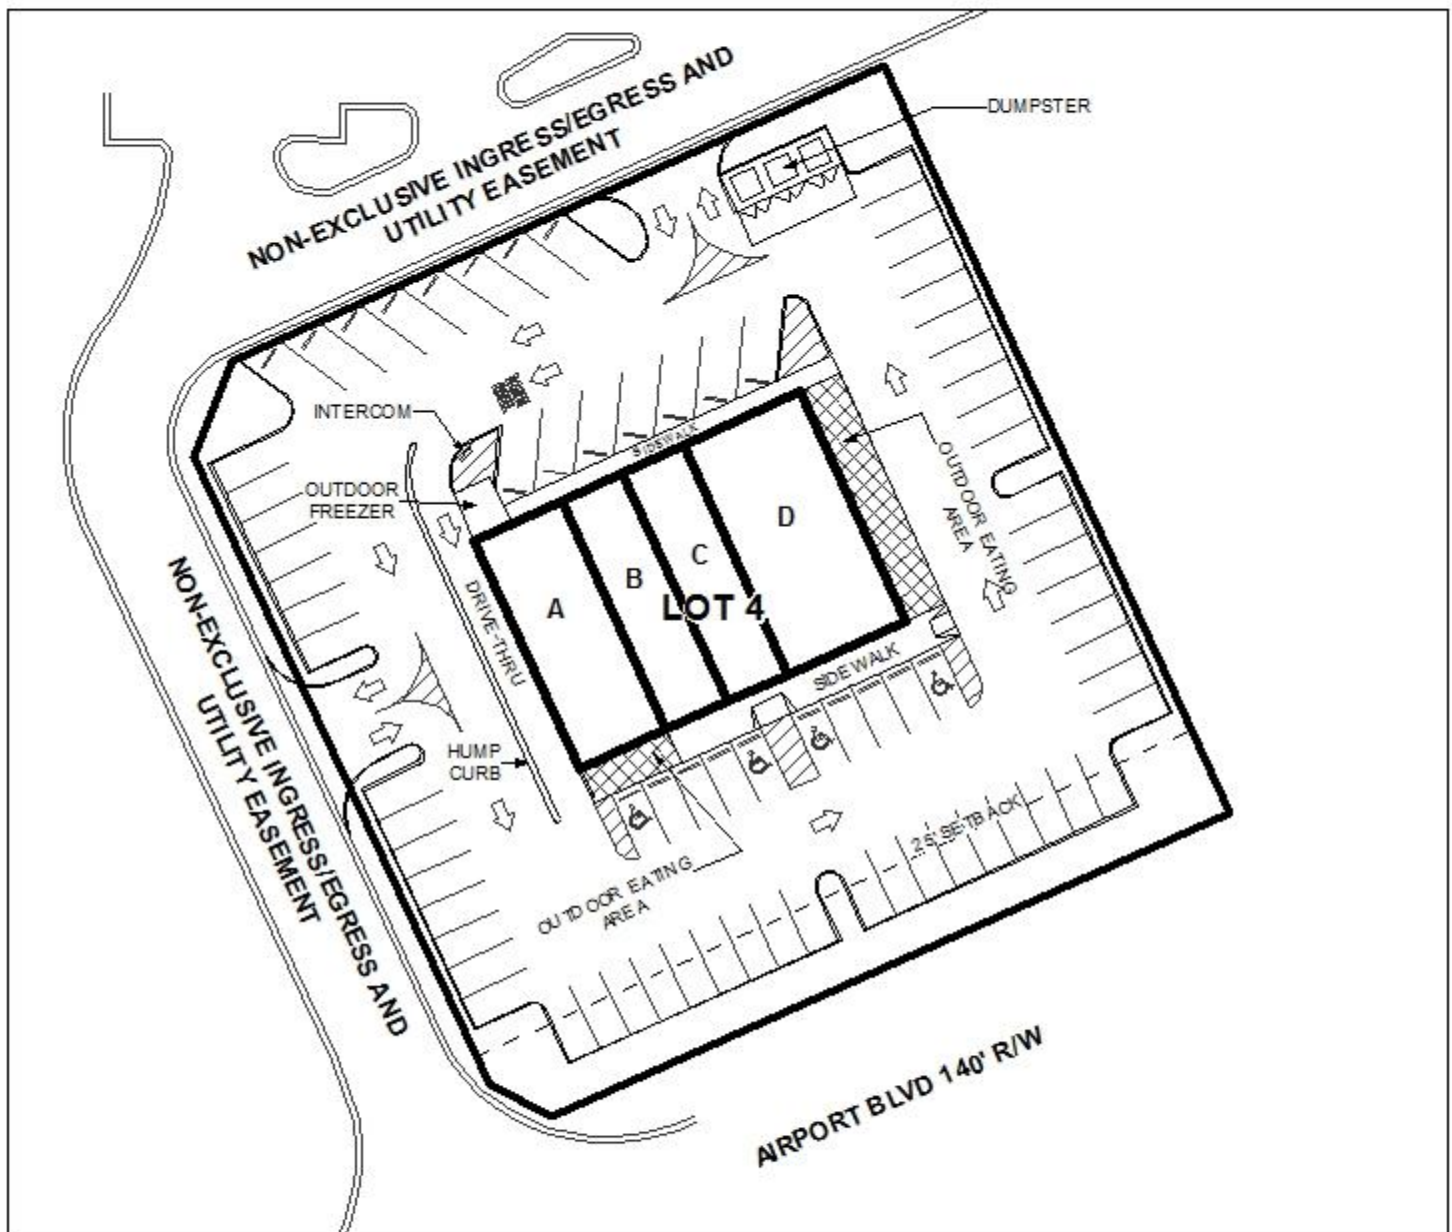 NON-EXCLUSIVE INGRESS/EGRESS AND
UTILITY EASEMENT
DUMPSTER
INTERCOM
SIDEWALK
OUTDOOR
FREEZER
OUTDOOR EATING
AREA
D
C
B
A
LOT 4
DRIVE-THRU
SIDEWALK
NON-EXCLUSIVE INGRESS/EGRESS AND
UTILITY EASEMENT
HUMP
CURB
25' SETBACK
OUTDOOR EATING
AREA
AIRPORT BLVD 140' R/W